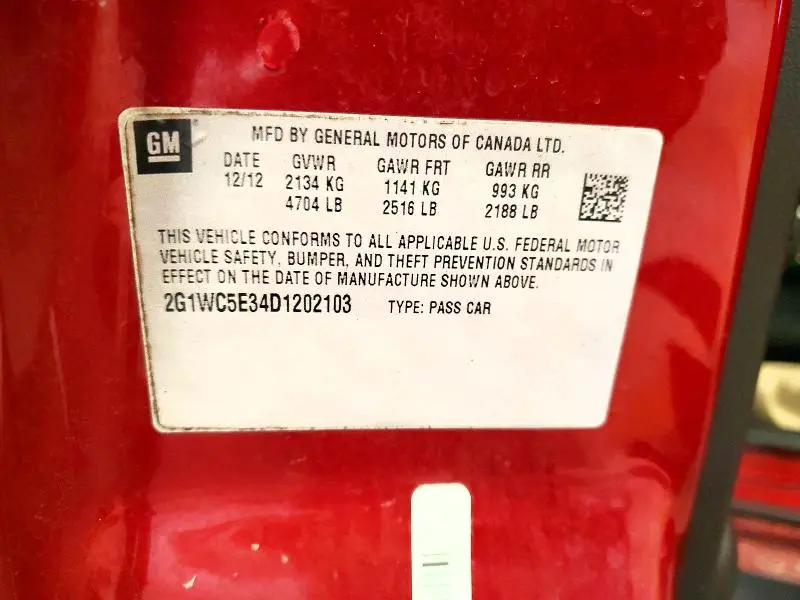 GM
MFD BY GENERAL MOTORS OF CANADA LTD.
DATE GVWR GAWR FRT GAWR RR
12/12 2134 KG 1141 KG 993 KG
4704 LB 2516 LB 2188 LB
THIS VEHICLE CONFORMS TO ALL APPLICABLE U.S. FEDERAL MOTOR
VEHICLE SAFETY, BUMPER, AND THEFT PREVENTION STANDARDS IN
EFFECT ON THE DATE OF MANUFACTURE SHOWN ABOVE.
2G1WC5E34D1202103 TYPE: PASS CAR